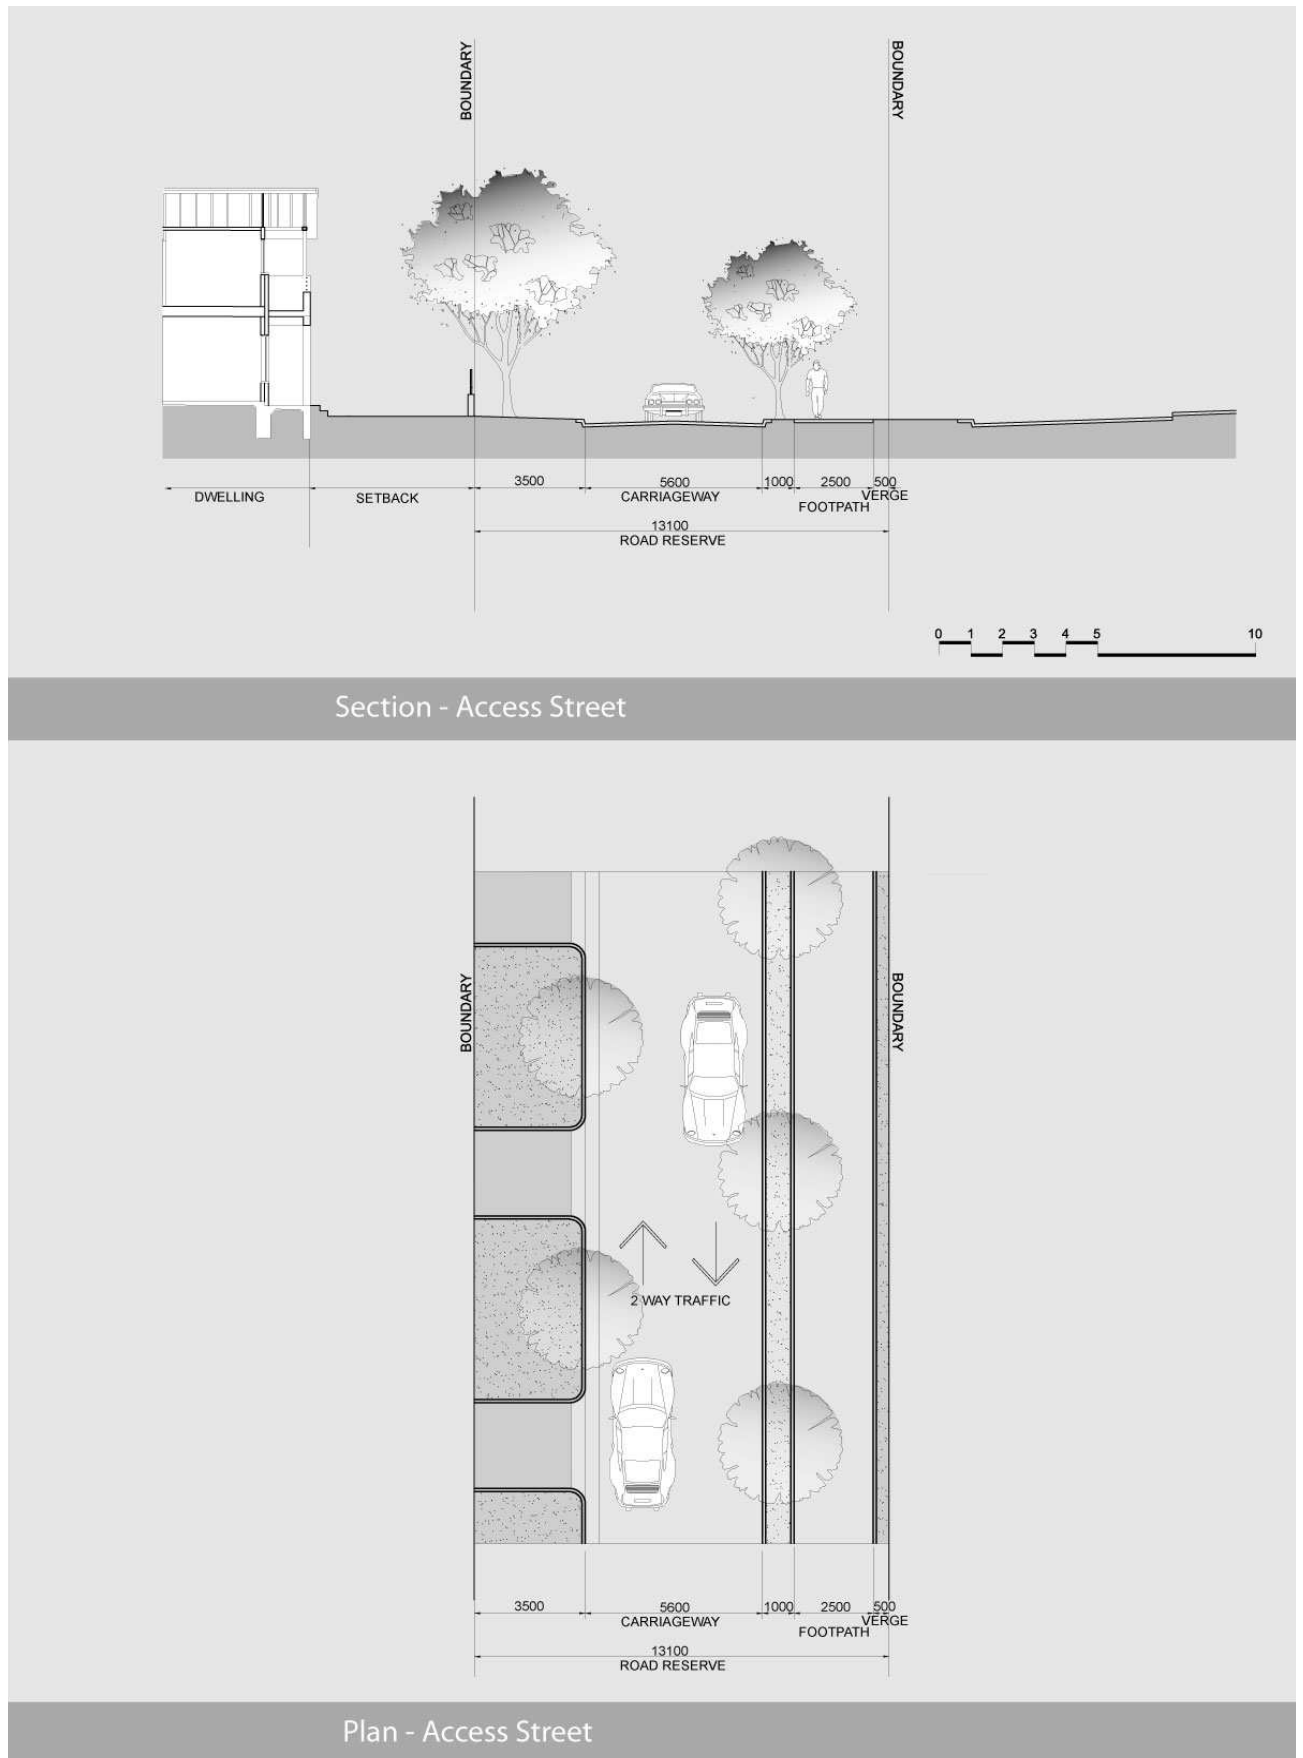 BOUNDARY
BOUNDARY
3500
5600
1000
2500
500
DWELLING
SETBACK
CARRIAGEWAY
VERGE
FOOTPATH
13100
ROAD RESERVE
0 1 2 3 4 5 10
Section - Access Street
BOUNDARY
BOUNDARY
2 WAY TRAFFIC
3500
5600
1000
2500
500
CARRIAGEWAY
VERGE
FOOTPATH
13100
ROAD RESERVE
Plan - Access Street